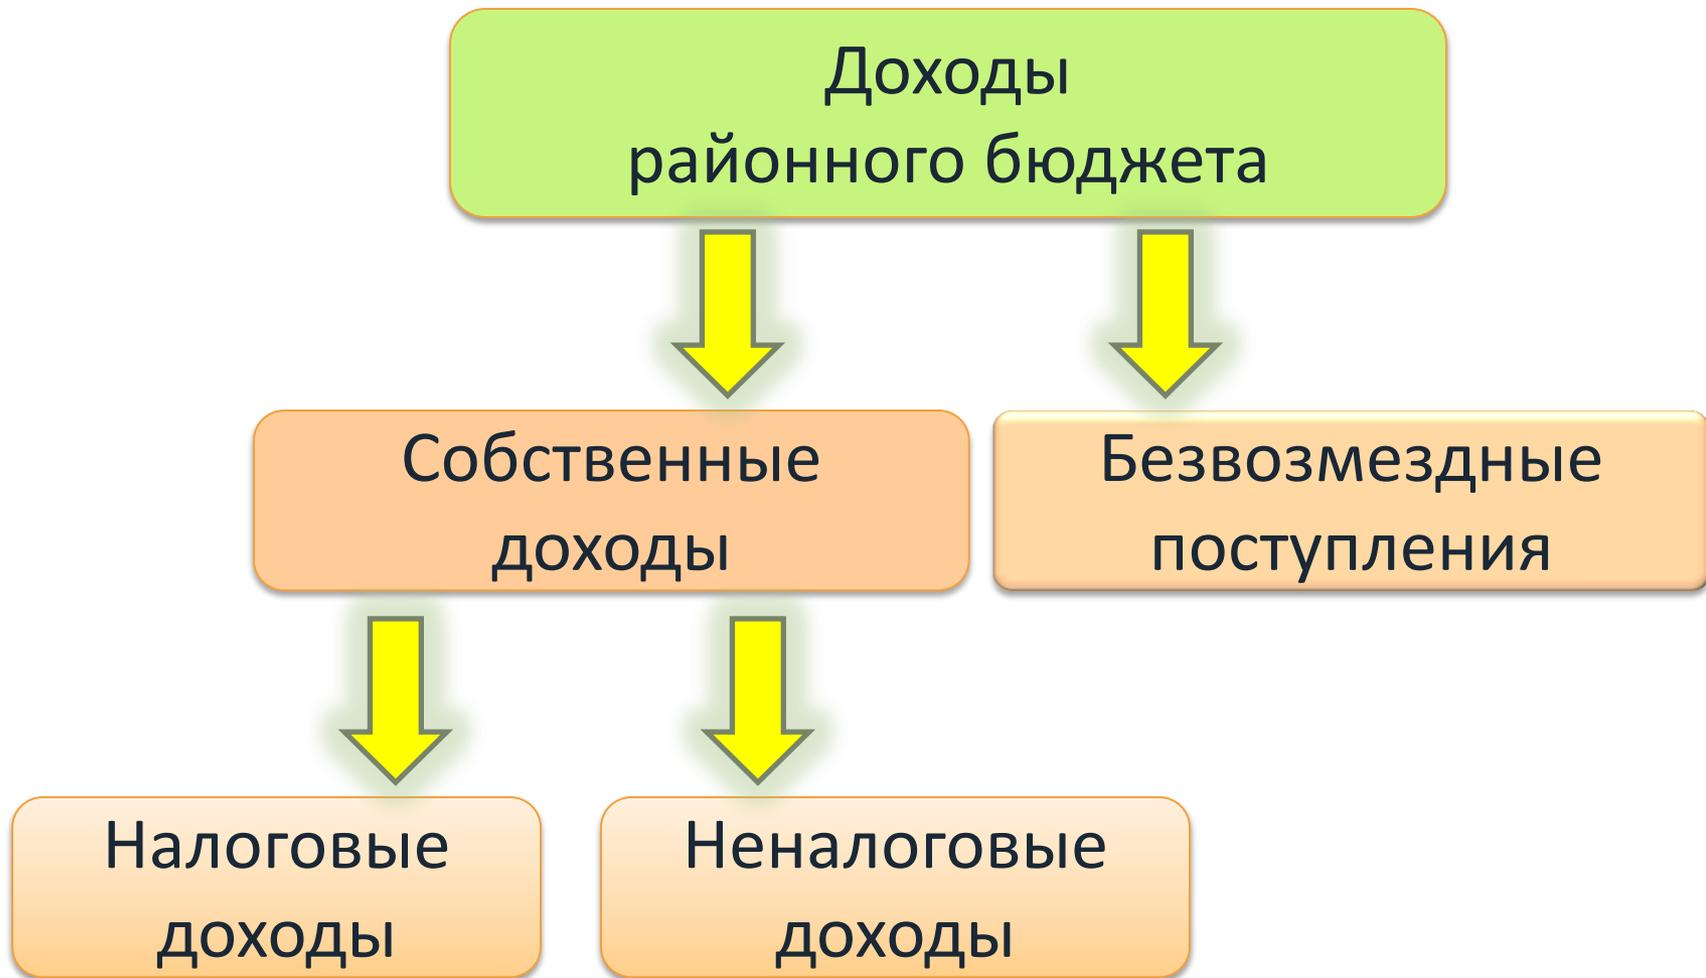 Доходы
районного бюджета
Собственные
доходы
Безвозмездные
поступления
Налоговые
доходы
Неналоговые
доходы